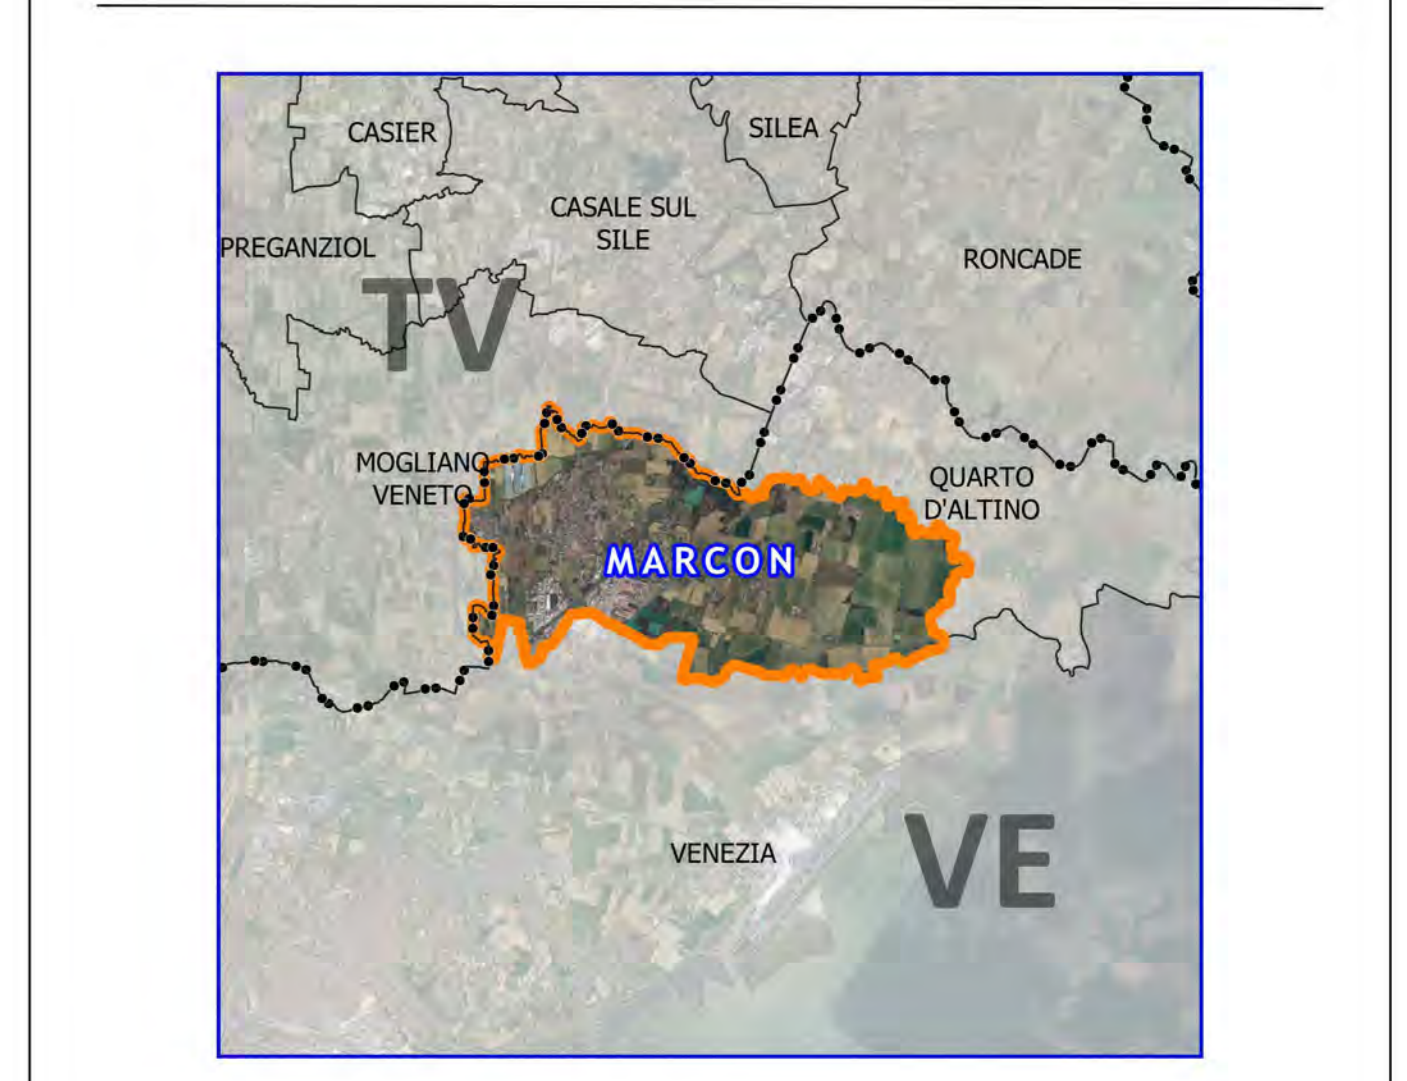 CASIER
SILEA
CASALE SUL
SILE
PREGANZIOL
RONCADE
TV
MOGLIANO
VENETO
QUARTO
D'ALTINO
MARCON
VENEZIA
VE